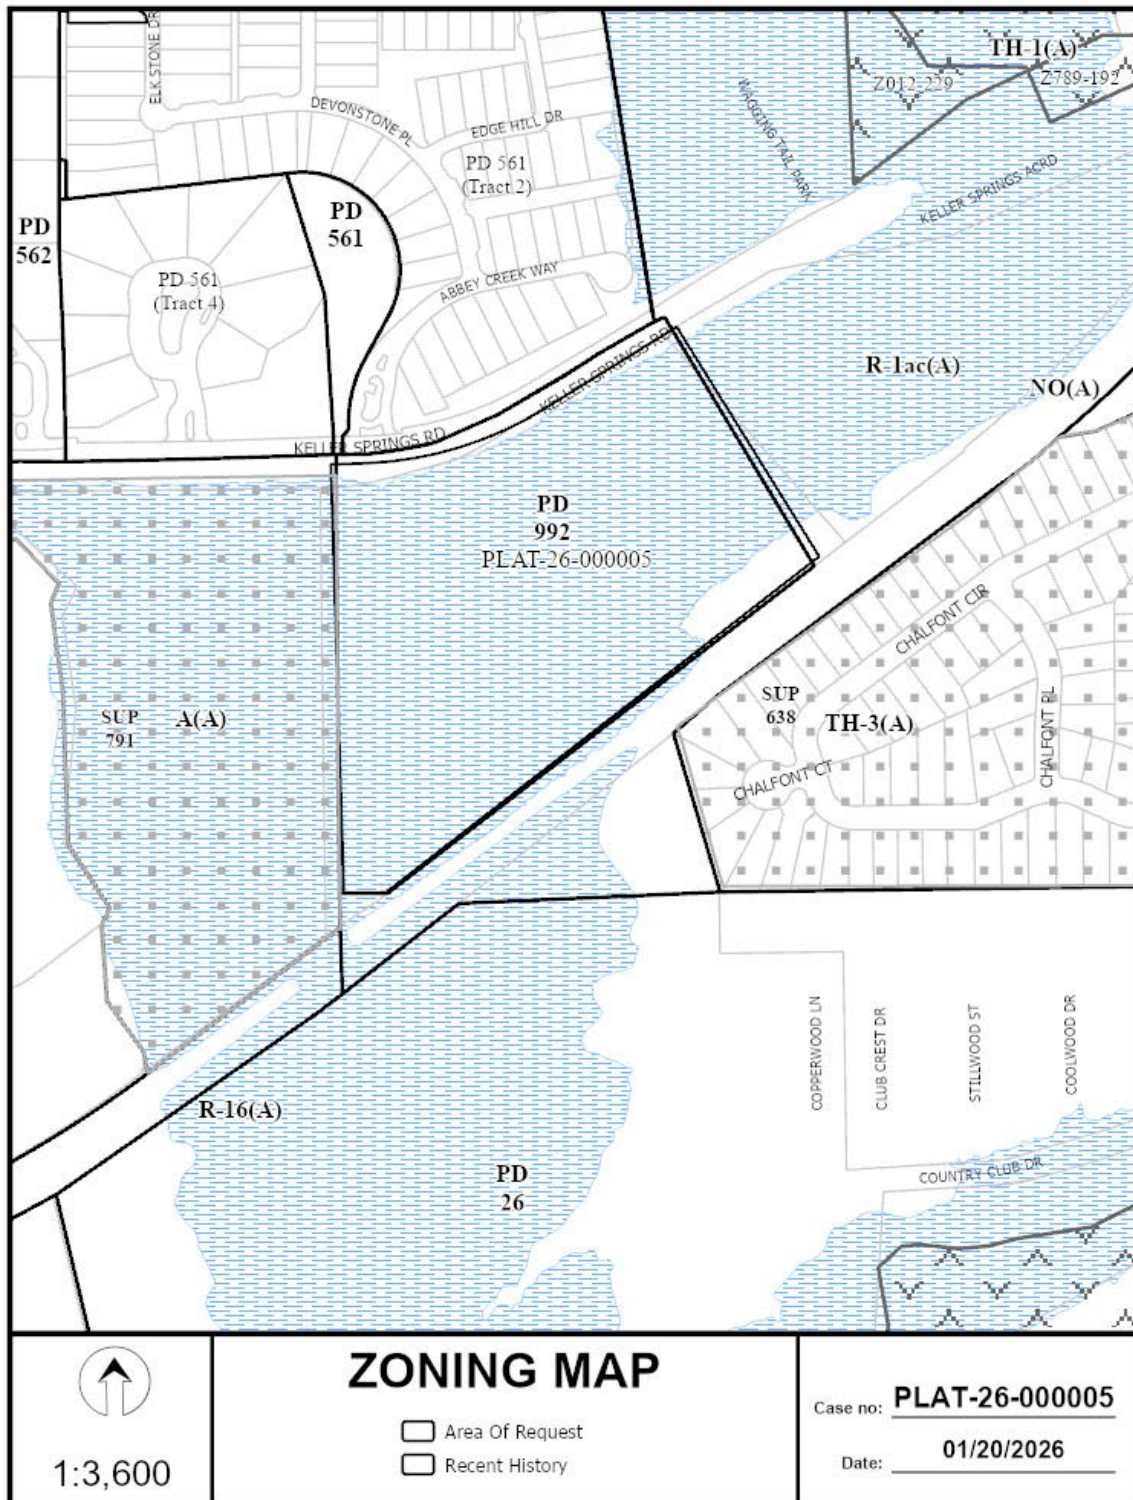 ELKSTONE DR
DEVONSTONE PL
EDGE HILL DR
PD 561
(Tract 2)
WAGGING TAIL PARK
TH-1(A)
Z012-229
Z789-192
KELLER SPRINGS ACRD
PD
562
PD
561
PD 561
(Tract 4)
ABBEY CREEK WAY
KELLER SPRINGS RD
KELLER SPRINGS RD
R-1ac(A)
NO(A)
PD
992
PLAT-26-000005
CHALFONT CIR
SUP
791
A(A)
SUP
638
TH-3(A)
CHALFONT PL
CHALFONT CT
COPPERWOOD LN
CLUB CREST DR
STILLWOOD ST
COOLWOOD DR
R-16(A)
PD
26
COUNTRY CLUB DR
1:3,600
ZONING MAP
Area Of Request
Recent History
Case no: PLAT-26-000005
Date: 01/20/2026